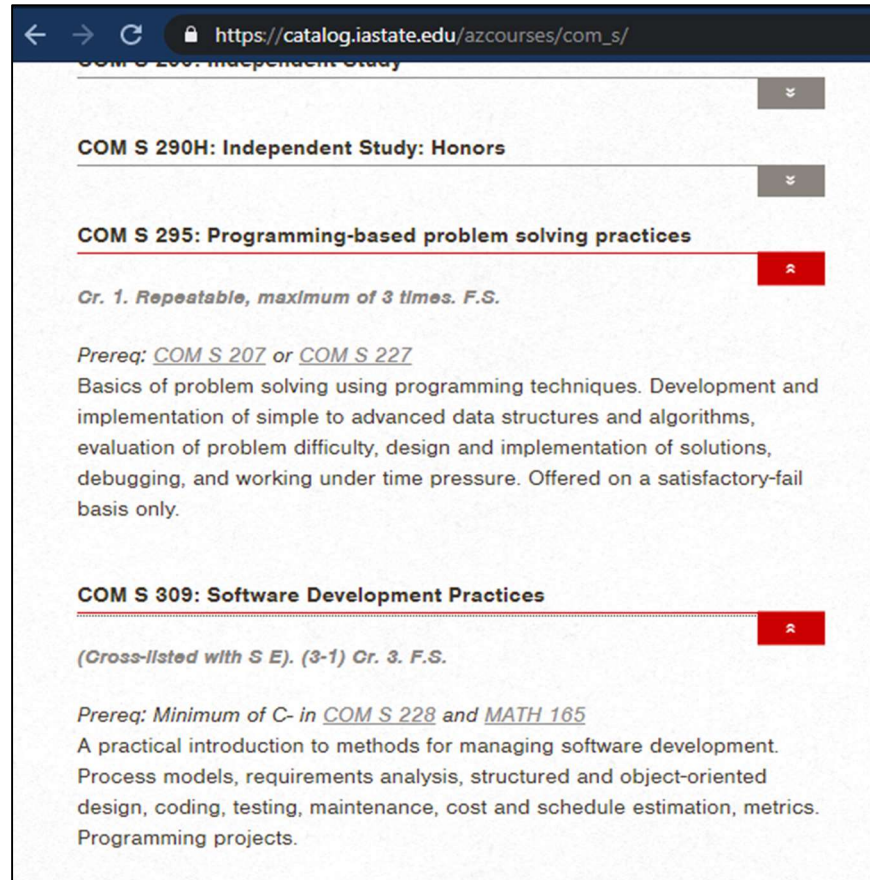 https://catalog.iastate.edu/azcourses/com_s/
COM S 290: Independent Study
COM S 290H: Independent Study: Honors
COM S 295: Programming-based problem solving practices
Cr. 1. Repeatable, maximum of 3 times. F.S.
Prereq: COM S 207 or COM S 227
Basics of problem solving using programming techniques. Development and
implementation of simple to advanced data structures and algorithms,
evaluation of problem difficulty, design and implementation of solutions,
debugging, and working under time pressure. Offered on a satisfactory-fail
basis only.
COM S 309: Software Development Practices
(Cross-listed with S E). (3-1) Cr. 3. F.S.
Prereq: Minimum of C- in COM S 228 and MATH 165
A practical introduction to methods for managing software development.
Process models, requirements analysis, structured and object-oriented
design, coding, testing, maintenance, cost and schedule estimation, metrics.
Programming projects.